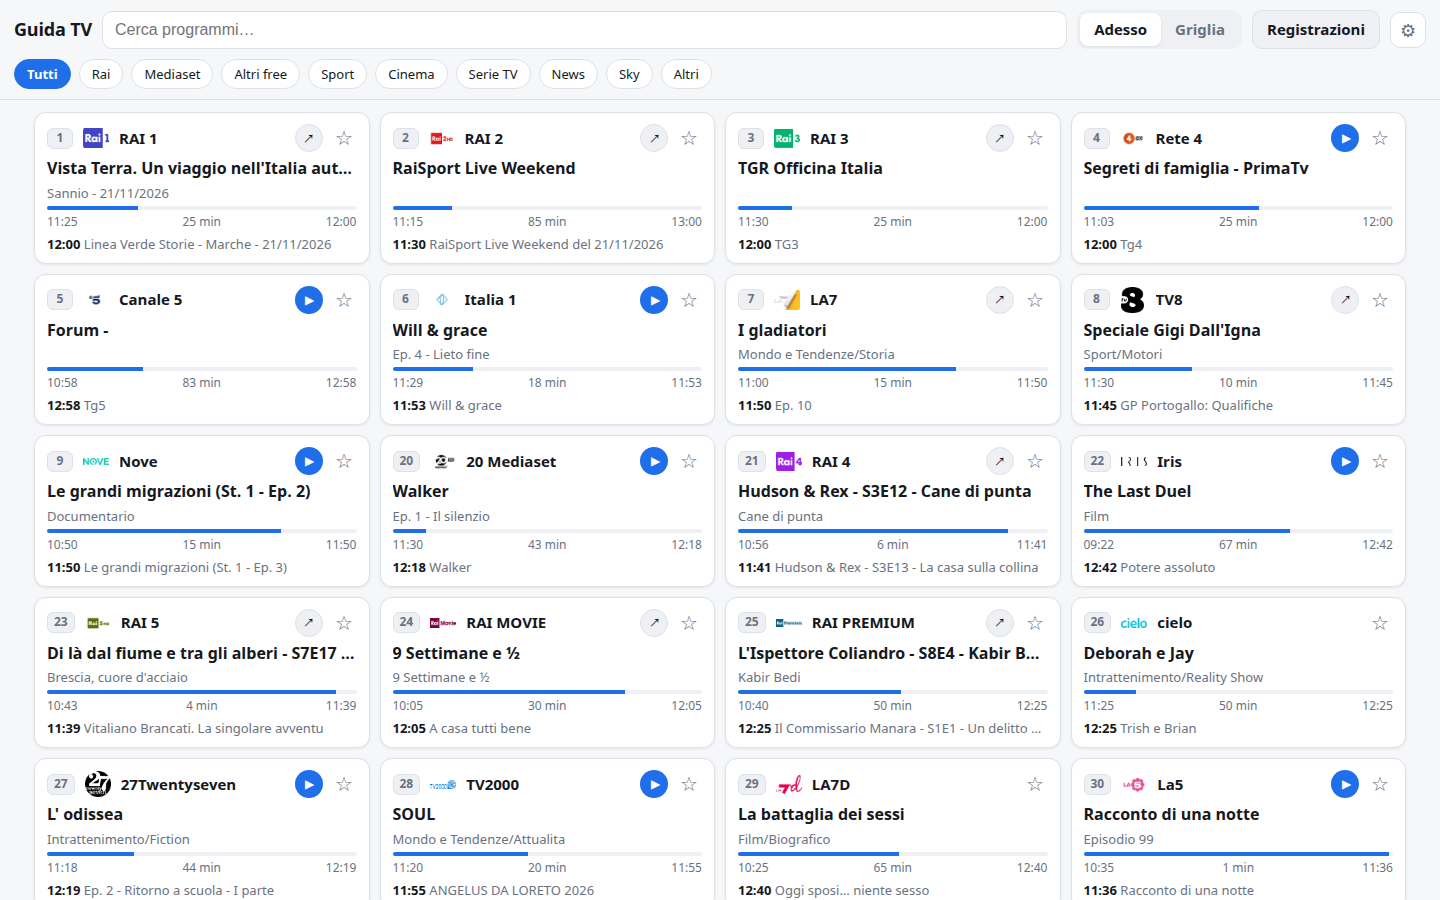 Guida TV
Cerca programmi…
Adesso
Griglia
Registrazioni
Tutti
Rai
Mediaset
Altri free
Sport
Cinema
Serie TV
News
Sky
Altri
1 Rai 1 RAI 1
Vista Terra. Un viaggio nell'Italia aut…
Sannio - 21/11/2026
11:25 25 min 12:00
12:00 Linea Verde Storie - Marche - 21/11/2026
2 RAI 2
RaiSport Live Weekend
11:15 85 min 13:00
11:30 RaiSport Live Weekend del 21/11/2026
3 Rai 3 RAI 3
TGR Officina Italia
11:30 25 min 12:00
12:00 TG3
4 Rete 4
Segreti di famiglia - PrimaTv
11:03 25 min 12:00
12:00 Tg4
5 Canale 5
Forum -
10:58 83 min 12:58
12:58 Tg5
6 Italia 1
Will & grace
Ep. 4 - Lieto fine
11:29 18 min 11:53
11:53 Will & grace
7 LA7
I gladiatori
Mondo e Tendenze/Storia
11:00 15 min 11:50
11:50 Ep. 10
8 TV8
Speciale Gigi Dall'Igna
Sport/Motori
11:30 10 min 11:45
11:45 GP Portogallo: Qualifiche
9 NOVE Nove
Le grandi migrazioni (St. 1 - Ep. 2)
Documentario
10:50 15 min 11:50
11:50 Le grandi migrazioni (St. 1 - Ep. 3)
20 20 Mediaset
Walker
Ep. 1 - Il silenzio
11:30 43 min 12:18
12:18 Walker
21 Rai 4 RAI 4
Hudson & Rex - S3E12 - Cane di punta
Cane di punta
10:56 6 min 11:41
11:41 Hudson & Rex - S3E13 - La casa sulla collina
22 IRIS Iris
The Last Duel
Film
09:22 67 min 12:42
12:42 Potere assoluto
23 RAI 5
Di là dal fiume e tra gli alberi - S7E17 …
Brescia, cuore d'acciaio
10:43 4 min 11:39
11:39 Vitaliano Brancati. La singolare avventu
24 Rai Movie RAI MOVIE
9 Settimane e ½
9 Settimane e ½
10:05 30 min 12:05
12:05 A casa tutti bene
25 RAI PREMIUM
L'Ispettore Coliandro - S8E4 - Kabir B…
Kabir Bedi
10:40 50 min 12:25
12:25 Il Commissario Manara - S1E1 - Un delitto …
26 cielo cielo
Deborah e Jay
Intrattenimento/Reality Show
11:25 50 min 12:25
12:25 Trish e Brian
27 27 27Twentyseven
L' odissea
Intrattenimento/Fiction
11:18 44 min 12:19
12:19 Ep. 2 - Ritorno a scuola - I parte
28 TV2000 TV2000
SOUL
Mondo e Tendenze/Attualita
11:20 20 min 11:55
11:55 ANGELUS DA LORETO 2026
29 7d LA7D
La battaglia dei sessi
Film/Biografico
10:25 65 min 12:40
12:40 Oggi sposi... niente sesso
30 La5
Racconto di una notte
Episodio 99
10:35 1 min 11:36
11:36 Racconto di una notte